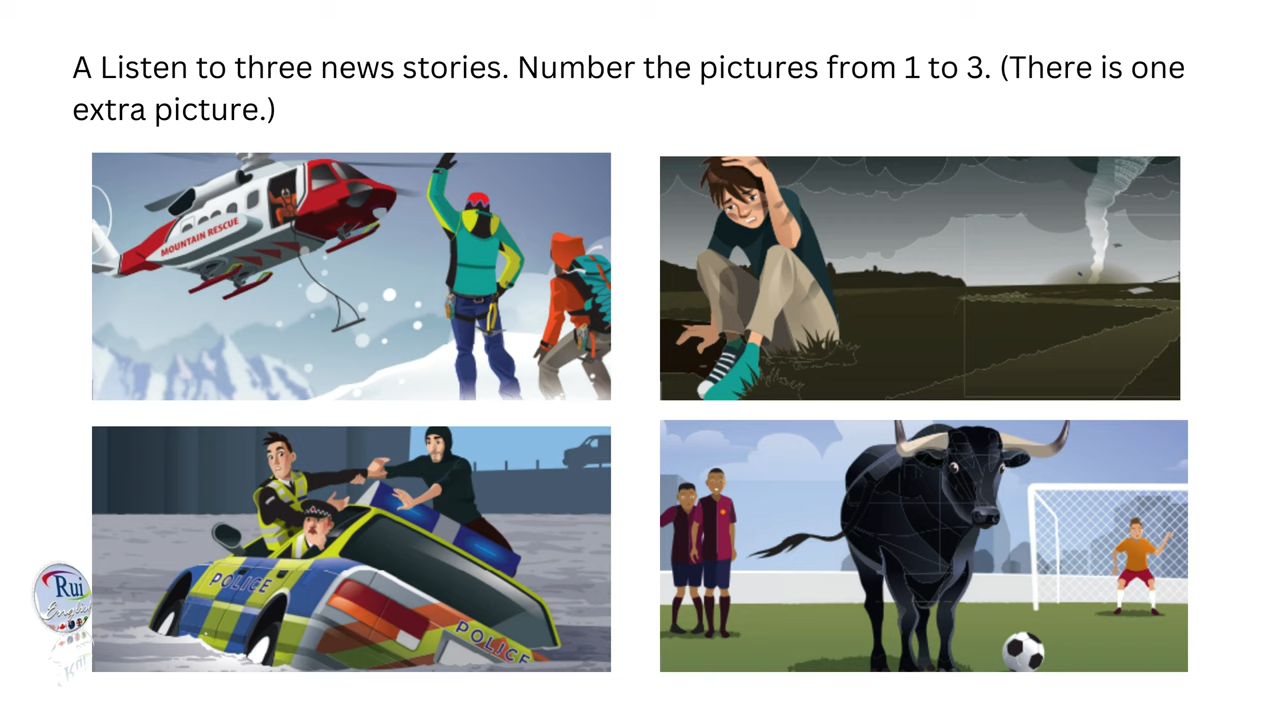 A Listen to three news stories. Number the pictures from 1 to 3. (There is one
extra picture.)
MOUNTAIN RESCUE
POLICE
POLICE
Rui
English